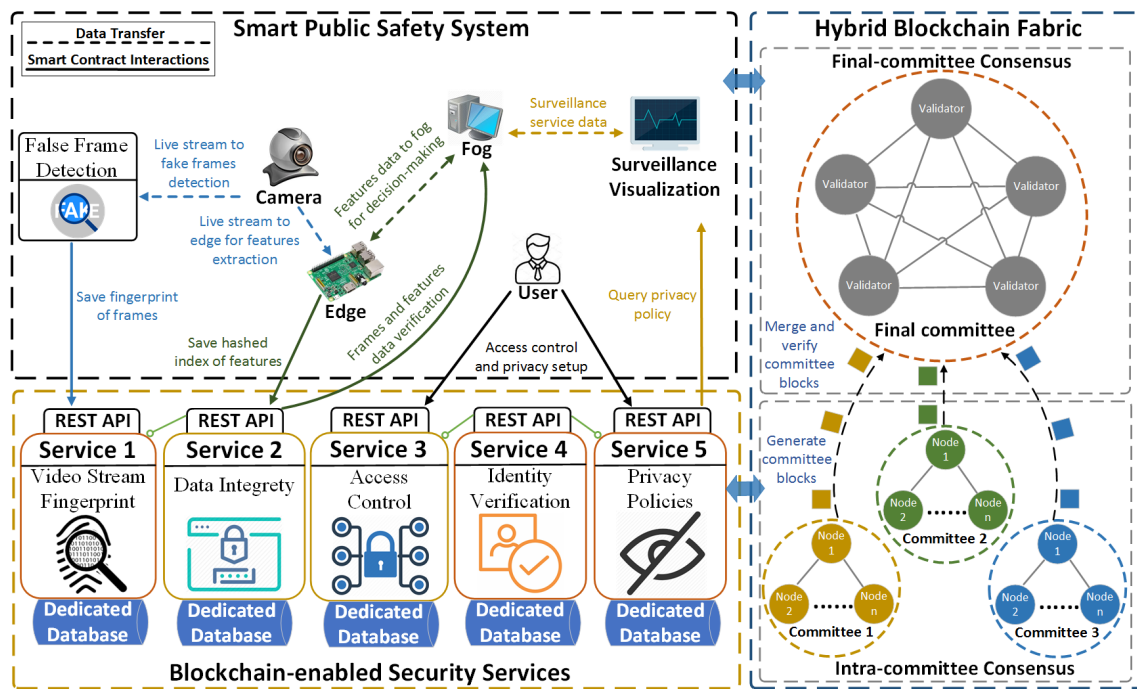 Smart Public Safety System
Data Transfer
Smart Contract Interactions
False Frame
Detection
FAKE
Live stream to
fake frames
detection
Camera
Live stream to
edge for features
extraction
Features data to fog
for decision-making
Fog
Surveillance
service data
Surveillance
Visualization
Edge
User
Save fingerprint
of frames
Save hashed
index of features
Frames and features
data verification
Access control
and privacy setup
Query privacy
policy
REST API
Service 1
Video Stream
Fingerprint
Dedicated
Database
REST API
Service 2
Data Integrety
Dedicated
Database
REST API
Service 3
Access
Control
Dedicated
Database
REST API
Service 4
Identity
Verification
Dedicated
Database
REST API
Service 5
Privacy
Policies
Dedicated
Database
Blockchain-enabled Security Services
Hybrid Blockchain Fabric
Final-committee Consensus
Validator
Validator
Validator
Validator
Validator
Final committee
Merge and
verify
committee
blocks
Generate
committee
blocks
Node
1
Node
2
......
Node
n
Committee 2
Node
1
Node
2
......
Node
n
Committee 1
Node
1
Node
2
......
Node
n
Committee 3
Intra-committee Consensus